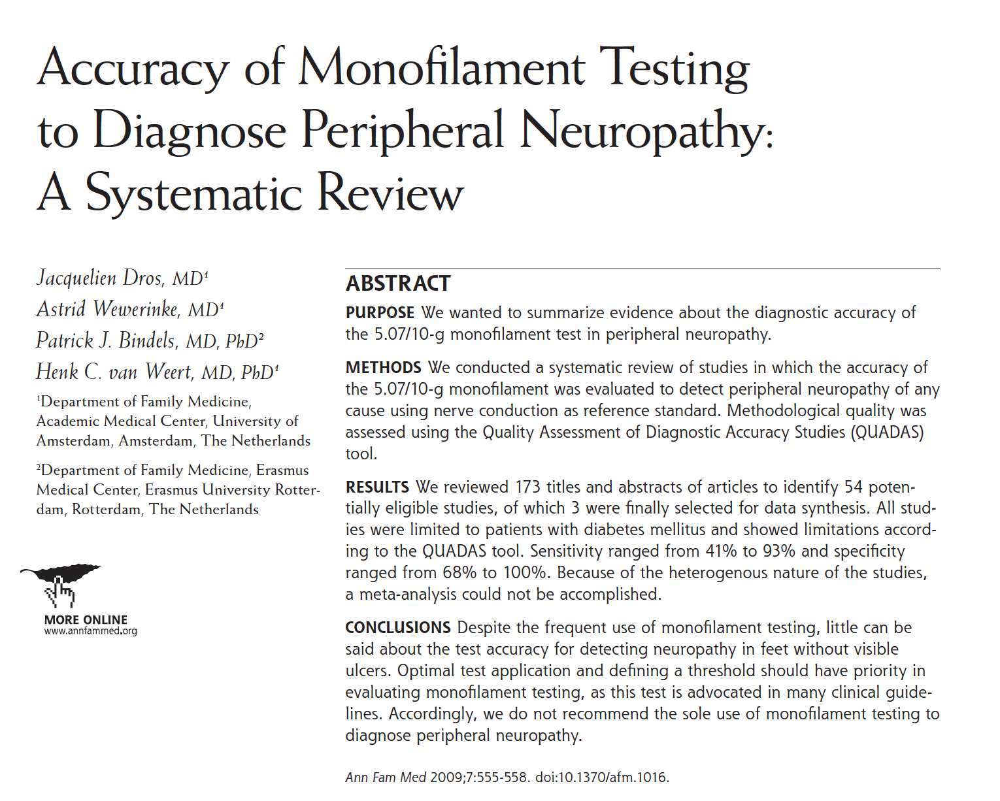 Accuracy of Monofilament Testing
to Diagnose Peripheral Neuropathy:
A Systematic Review
Jacquelien Dros, MD¹
Astrid Wewerinke, MD¹
Patrick J. Bindels, MD, PhD²
Henk C. van Weert, MD, PhD¹
¹Department of Family Medicine,
Academic Medical Center, University of
Amsterdam, Amsterdam, The Netherlands
²Department of Family Medicine, Erasmus
Medical Center, Erasmus University Rotter-
dam, Rotterdam, The Netherlands
MORE ONLINE
www.annfammed.org
ABSTRACT
PURPOSE We wanted to summarize evidence about the diagnostic accuracy of
the 5.07/10-g monofilament test in peripheral neuropathy.
METHODS We conducted a systematic review of studies in which the accuracy of
the 5.07/10-g monofilament was evaluated to detect peripheral neuropathy of any
cause using nerve conduction as reference standard. Methodological quality was
assessed using the Quality Assessment of Diagnostic Accuracy Studies (QUADAS)
tool.
RESULTS We reviewed 173 titles and abstracts of articles to identify 54 poten-
tially eligible studies, of which 3 were finally selected for data synthesis. All stud-
ies were limited to patients with diabetes mellitus and showed limitations accord-
ing to the QUADAS tool. Sensitivity ranged from 41% to 93% and specificity
ranged from 68% to 100%. Because of the heterogenous nature of the studies,
a meta-analysis could not be accomplished.
CONCLUSIONS Despite the frequent use of monofilament testing, little can be
said about the test accuracy for detecting neuropathy in feet without visible
ulcers. Optimal test application and defining a threshold should have priority in
evaluating monofilament testing, as this test is advocated in many clinical guide-
lines. Accordingly, we do not recommend the sole use of monofilament testing to
diagnose peripheral neuropathy.
Ann Fam Med 2009;7:555-558. doi:10.1370/afm.1016.